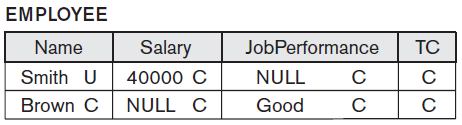 EMPLOYEE
Name Salary JobPerformance TC
Smith U 40000 C NULL C C
Brown C NULL C Good C C